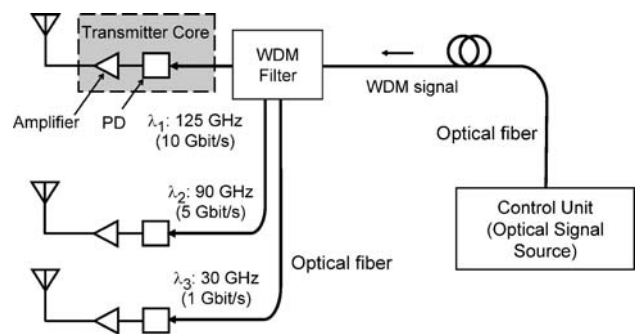 Transmitter Core
Amplifier
PD
WDM
Filter
WDM signal
Optical fiber
λ1: 125 GHz
(10 Gbit/s)
λ2: 90 GHz
(5 Gbit/s)
λ3: 30 GHz
(1 Gbit/s)
Optical fiber
Control Unit
(Optical Signal
Source)